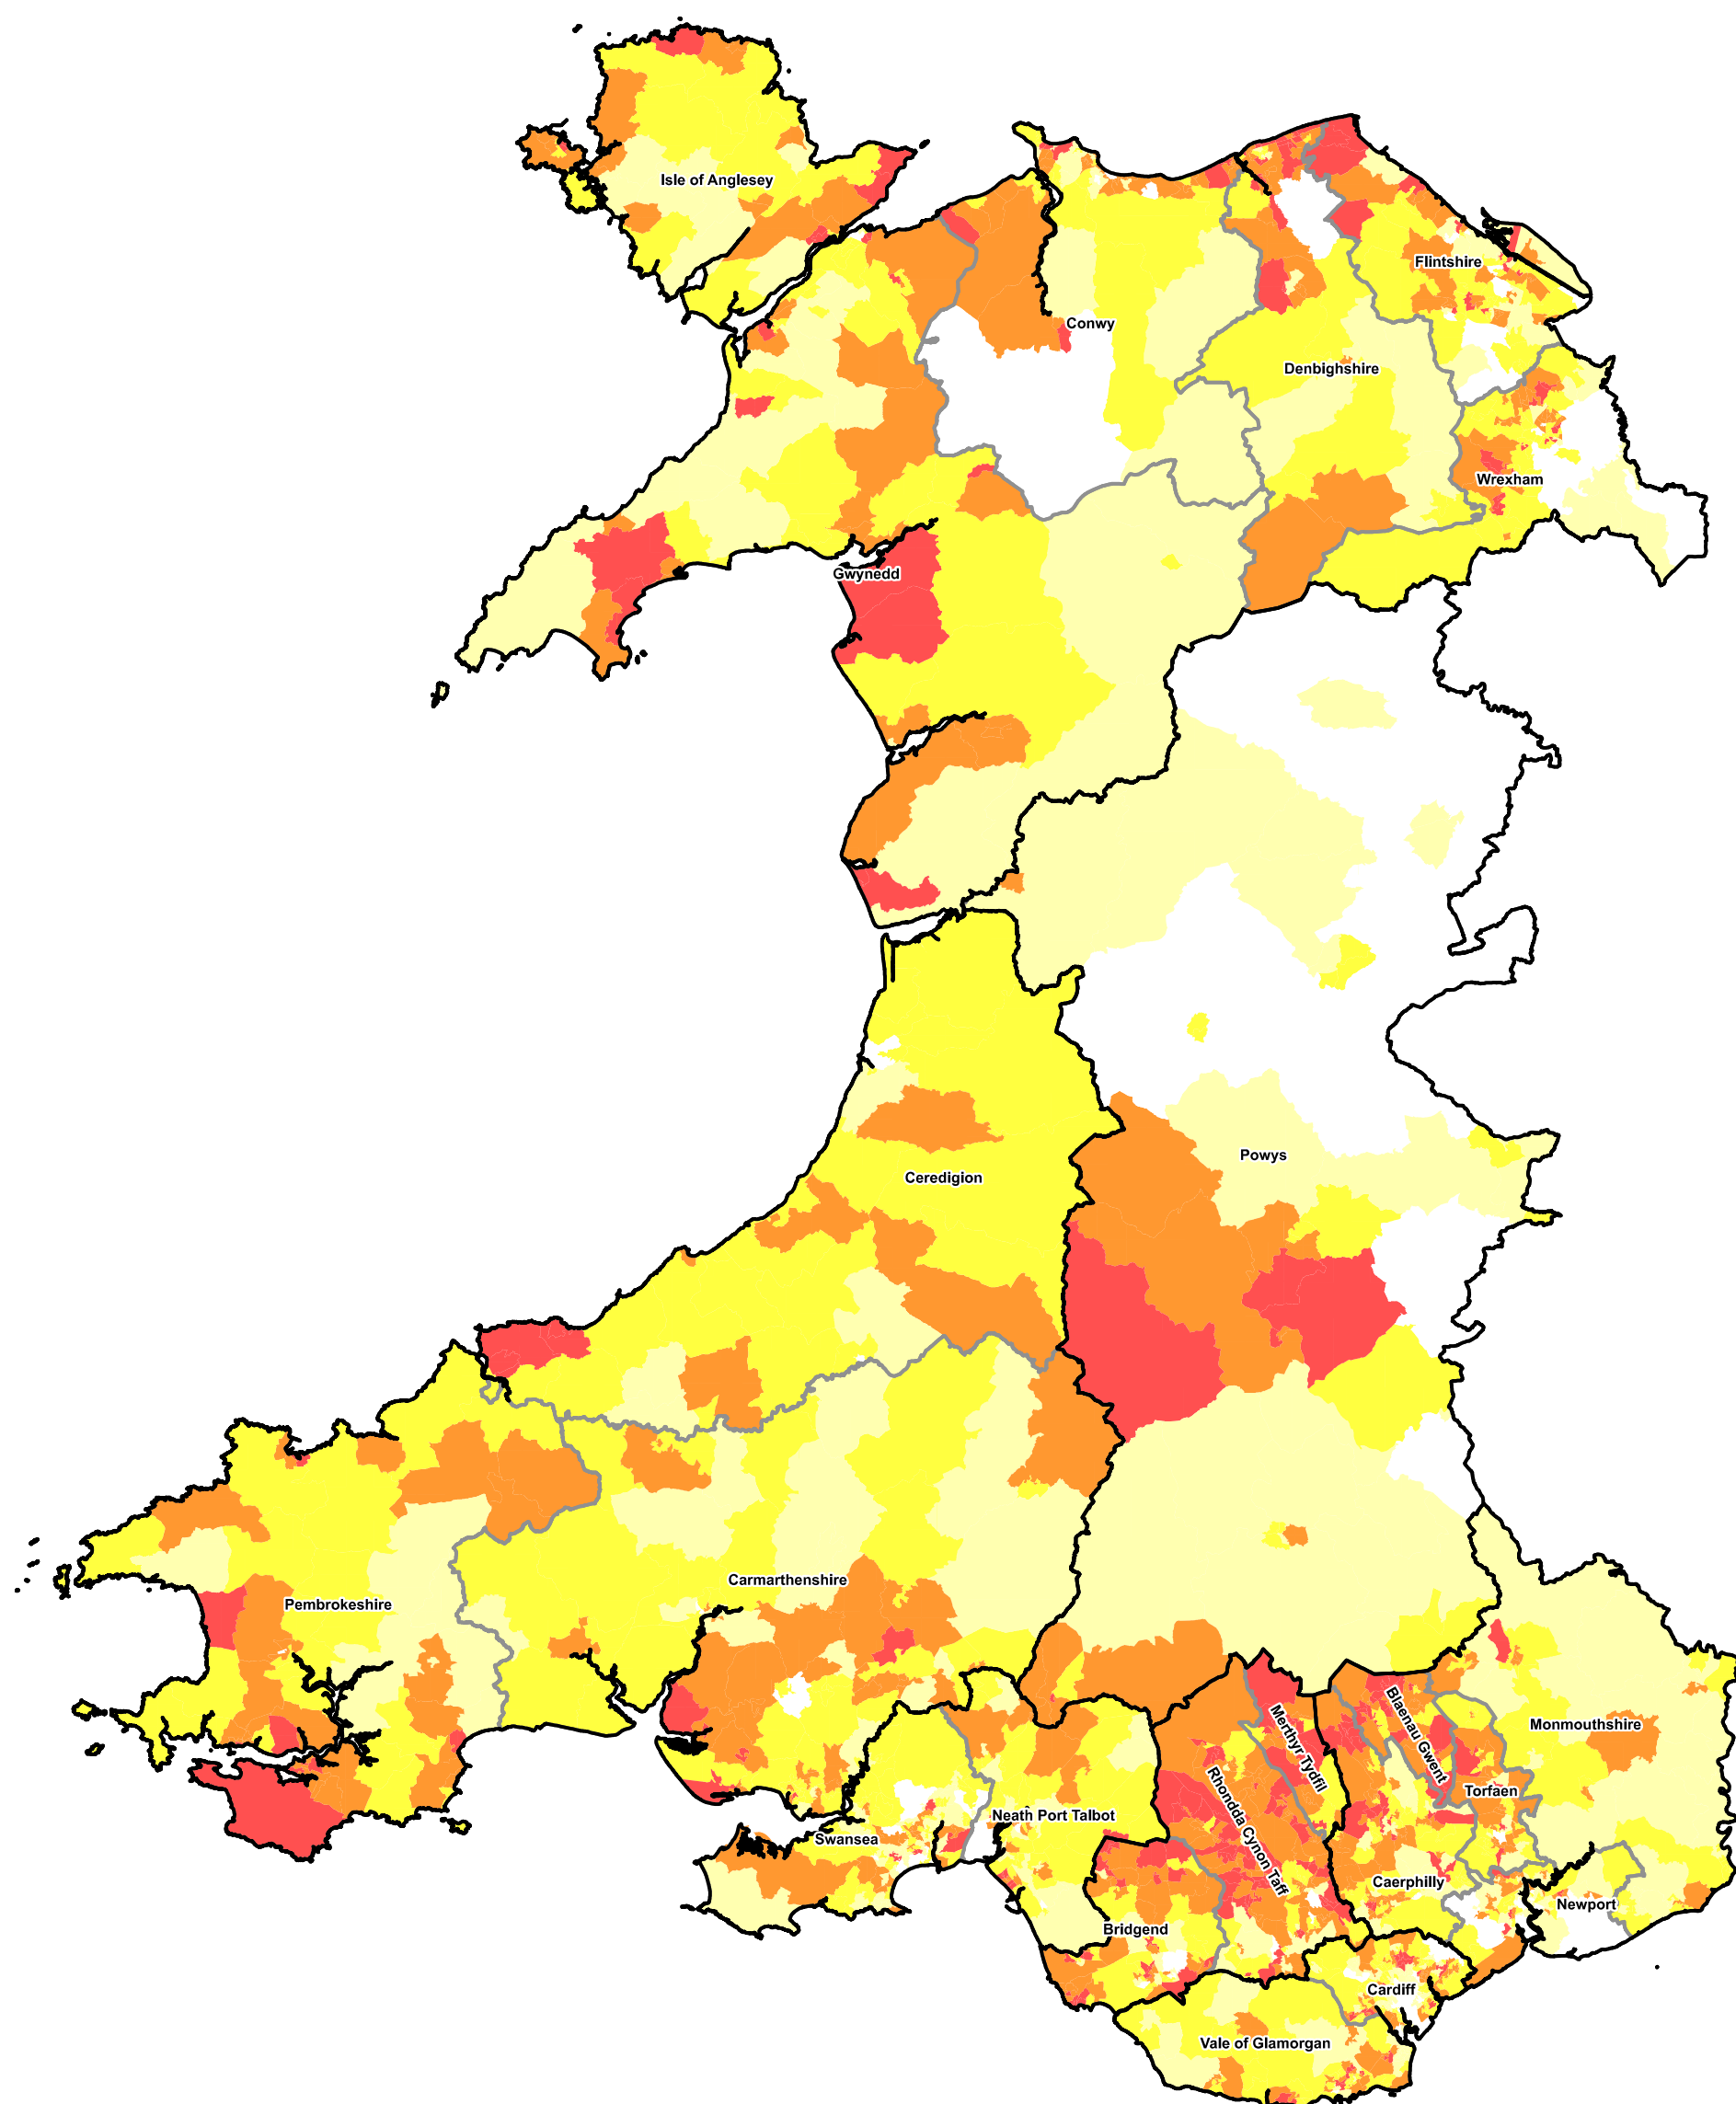 Isle of Anglesey
Flintshire
Conwy
Denbighshire
Wrexham
Gwynedd
Powys
Ceredigion
Carmarthenshire
Pembrokeshire
Merthyr Tydfil
Blaenau Gwent
Monmouthshire
Rhondda Cynon Taff
Torfaen
Neath Port Talbot
Swansea
Caerphilly
Newport
Bridgend
Cardiff
Vale of Glamorgan